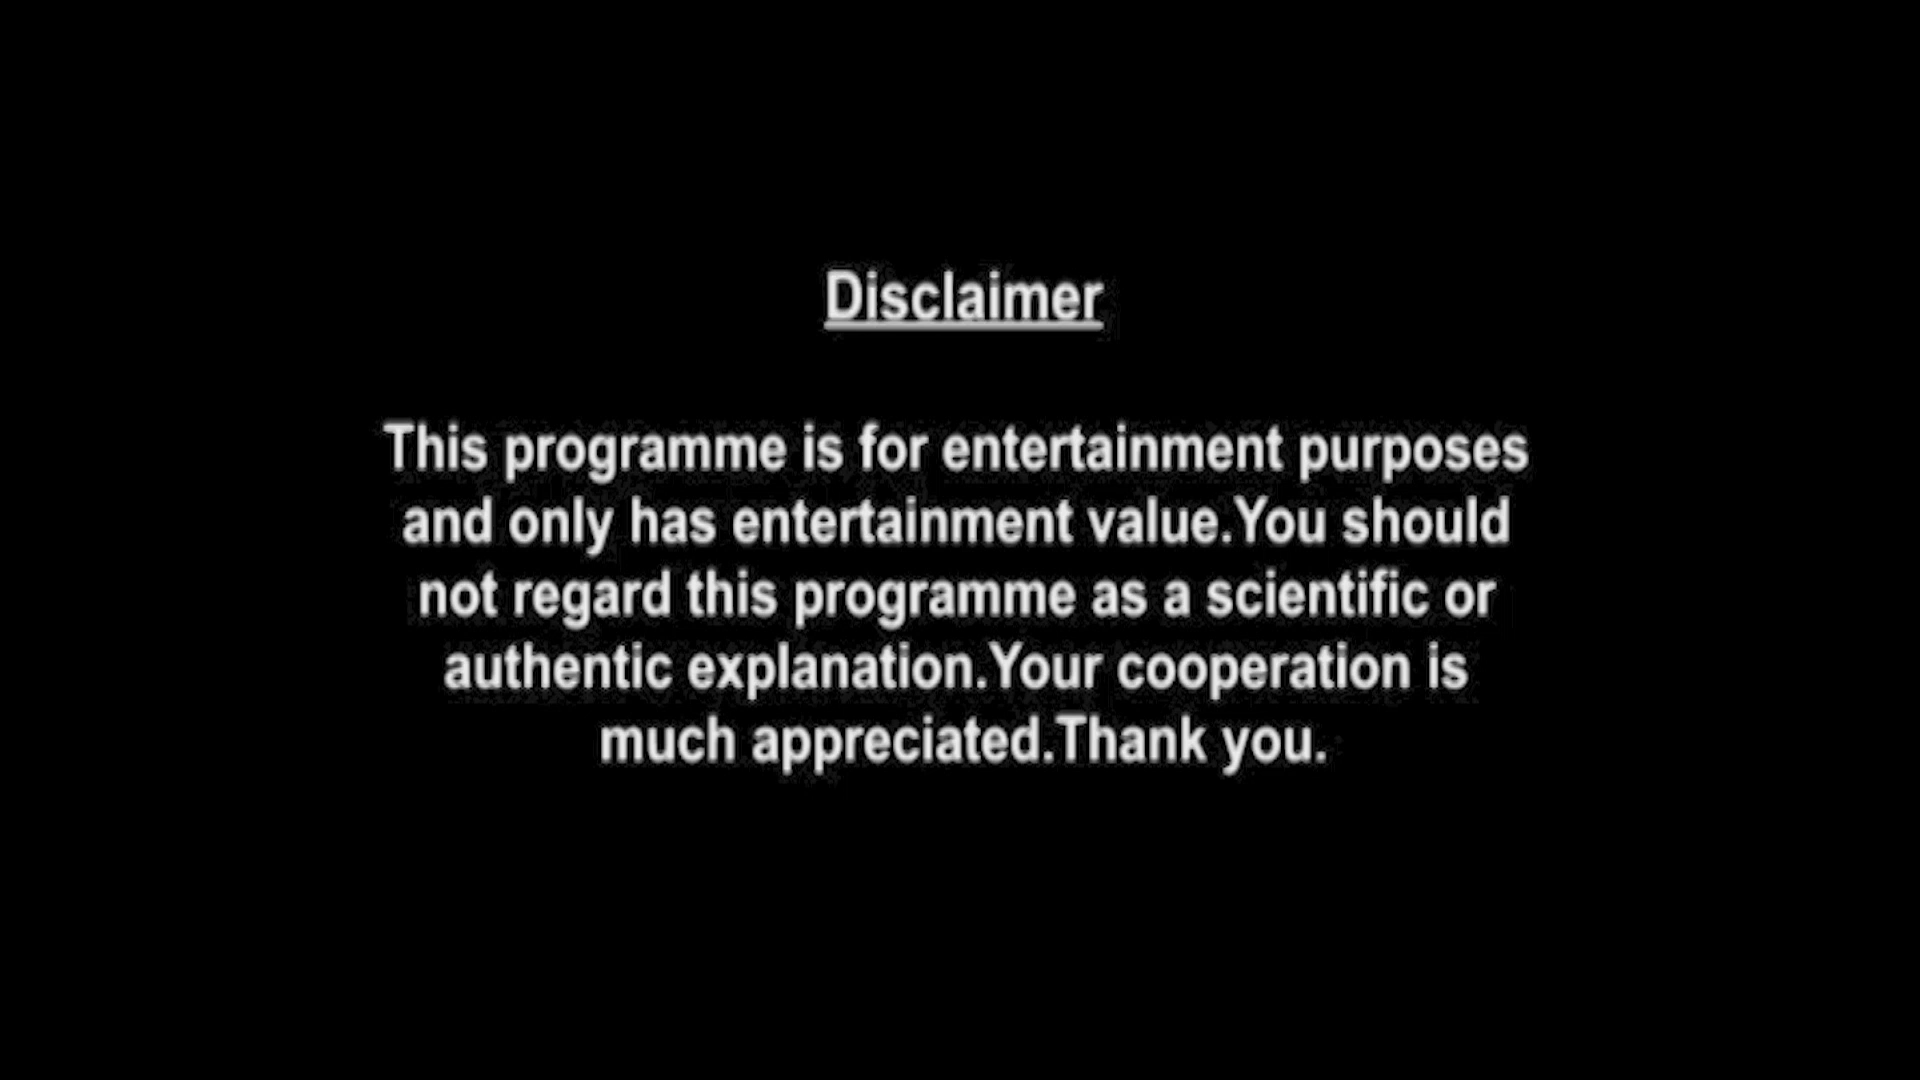 Disclaimer
This programme is for entertainment purposes
and only has entertainment value.You should
not regard this programme as a scientific or
authentic explanation.Your cooperation is
much appreciated.Thank you.